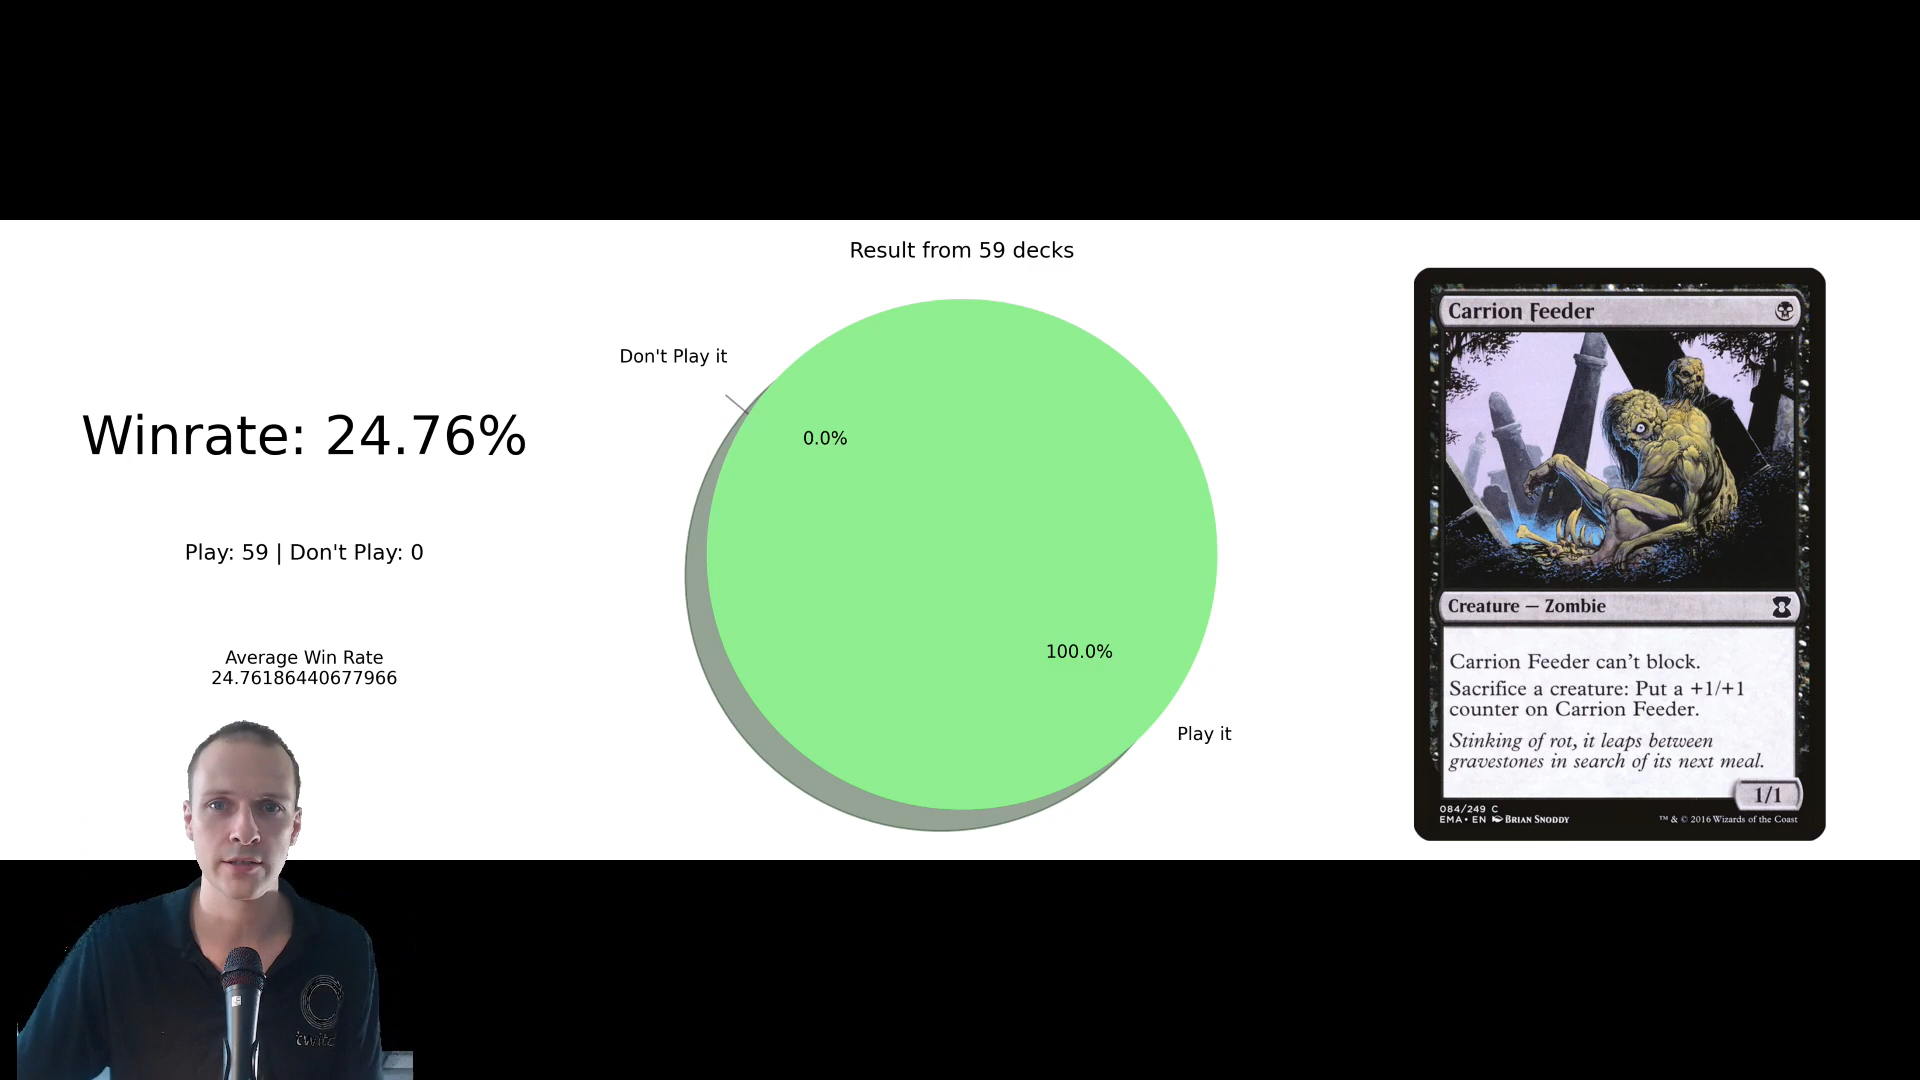 Result from 59 decks
Don't Play it
0.0%
100.0%
Play it
Winrate: 24.76%
Play: 59 | Don't Play: 0
Average Win Rate
24.76186440677966
Carrion Feeder
Creature — Zombie
Carrion Feeder can't block.
Sacrifice a creature: Put a +1/+1
counter on Carrion Feeder.
Stinking of rot, it leaps between
gravestones in search of its next meal.
1/1
084/249 C
EMA • EN Brian Snoddy
™ & © 2016 Wizards of the Coast